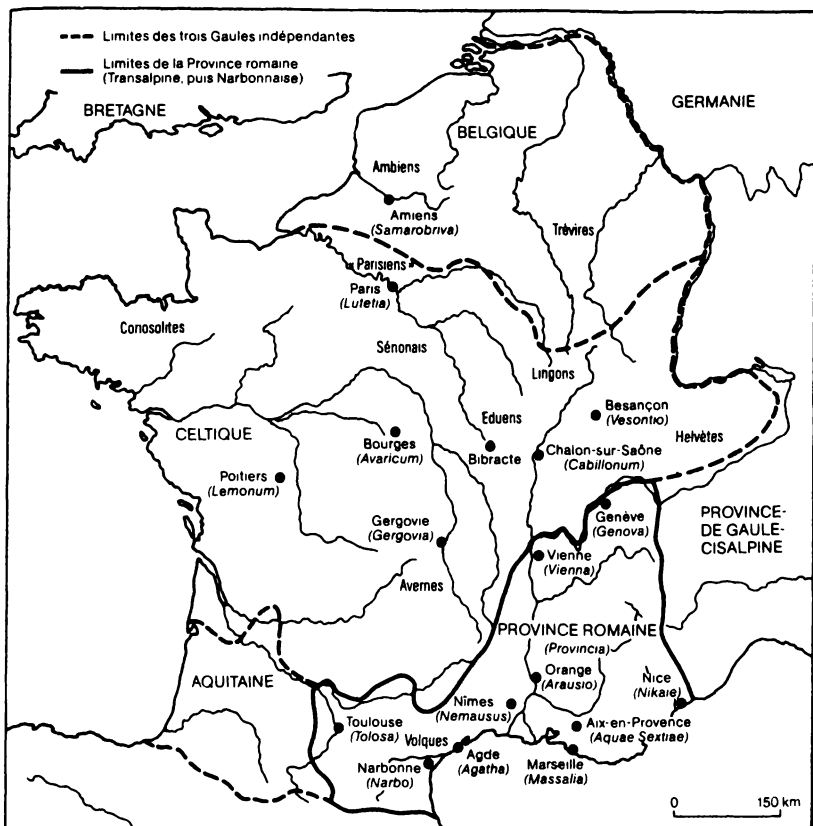 Limites des trois Gaules indépendantes
Limites de la Province romaine
(Transalpine, puis Narbonnaise)
BRETAGNE
GERMANIE
BELGIQUE
Ambiens
Amiens
(Samarobriva)
Trévires
"Parisiens"
Paris
(Lutetia)
Conosolites
Sénonais
Lingons
Besançon
(Vesontio)
Eduens
Helvètes
CELTIQUE
Bourges
(Avaricum)
Bibracte
Chalon-sur-Saône
(Cabillonum)
Poitiers
(Lemonum)
Genève
(Genova)
PROVINCE-
DE GAULE-
CISALPINE
Gergovie
(Gergovia)
Vienne
(Vienna)
Avernes
PROVINCE ROMAINE
(Provincia)
AQUITAINE
Orange
(Arausio)
Nice
(Nikaie)
Nîmes
(Nemausus)
Toulouse
(Tolosa)
Aix-en-Provence
(Aquae Sextiae)
Volques
Agde
(Agatha)
Marseille
(Massalia)
Narbonne
(Narbo)
0 150 km